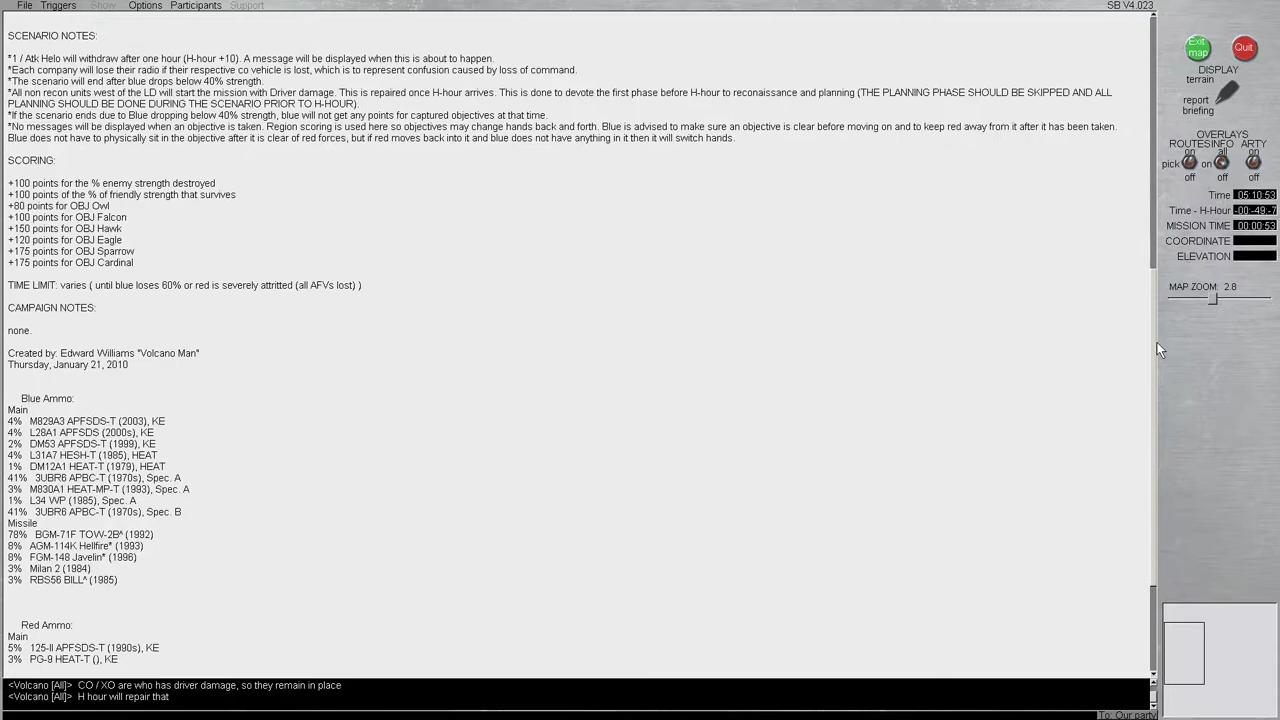 File Triggers Show Options Participants Support SB V4.023
SCENARIO NOTES:
*1 / Atk Helo will withdraw after one hour (H-hour +10). A message will be displayed when this is about to happen.
*Each company will lose their radio if their respective co vehicle is lost, which is to represent confusion caused by loss of command.
*The scenario will end after blue drops below 40% strength.
*All non recon units west of the LD will start the mission with Driver damage. This is repaired once H-hour arrives. This is done to devote the first phase before H-hour to reconaissance and planning (THE PLANNING PHASE SHOULD BE SKIPPED AND ALL
PLANNING SHOULD BE DONE DURING THE SCENARIO PRIOR TO H-HOUR).
*If the scenario ends due to Blue dropping below 40% strength, blue will not get any points for captured objectives at that time.
*No messages will be displayed when an objective is taken. Region scoring is used here so objectives may change hands back and forth. Blue is advised to make sure an objective is clear before moving on and to keep red away from it after it has been taken.
Blue does not have to physically sit in the objective after it is clear of red forces, but if red moves back into it and blue does not have anything in it then it will switch hands.
SCORING:
+100 points for the % enemy strength destroyed
+100 points of the % of friendly strength that survives
+80 points for OBJ Owl
+100 points for OBJ Falcon
+150 points for OBJ Hawk
+120 points for OBJ Eagle
+175 points for OBJ Sparrow
+175 points for OBJ Cardinal
TIME LIMIT: varies ( until blue loses 60% or red is severely attritted (all AFVs lost) )
CAMPAIGN NOTES:
none.
Created by: Edward Williams "Volcano Man"
Thursday, January 21, 2010
Blue Ammo:
Main
4% M829A3 APFSDS-T (2003), KE
4% L28A1 APFSDS (2000s), KE
2% DM53 APFSDS-T (1999), KE
4% L31A7 HESH-T (1985), HEAT
1% DM12A1 HEAT-T (1979), HEAT
41% 3UBR6 APBC-T (1970s), Spec. A
3% M830A1 HEAT-MP-T (1993), Spec. A
1% L34 WP (1985), Spec. A
41% 3UBR6 APBC-T (1970s), Spec. B
Missile
78% BGM-71F TOW-2B^ (1992)
8% AGM-114K Hellfire* (1993)
8% FGM-148 Javelin* (1996)
3% Milan 2 (1984)
3% RBS56 BILL^ (1985)
Red Ammo:
Main
5% 125-II APFSDS-T (1990s), KE
3% PG-9 HEAT-T (), KE
<Volcano [All]> CO / XO are who has driver damage, so they remain in place
<Volcano [All]> H hour will repair that
To: Our party
Exit map
Quit
DISPLAY
terrain
report briefing
OVERLAYS
ROUTES INFO ARTY
on all on
pick on
off off off
Time 05:10:53
Time - H-Hour -00:-49:-7
MISSION TIME 00:00:53
COORDINATE
ELEVATION
MAP ZOOM: 2.8